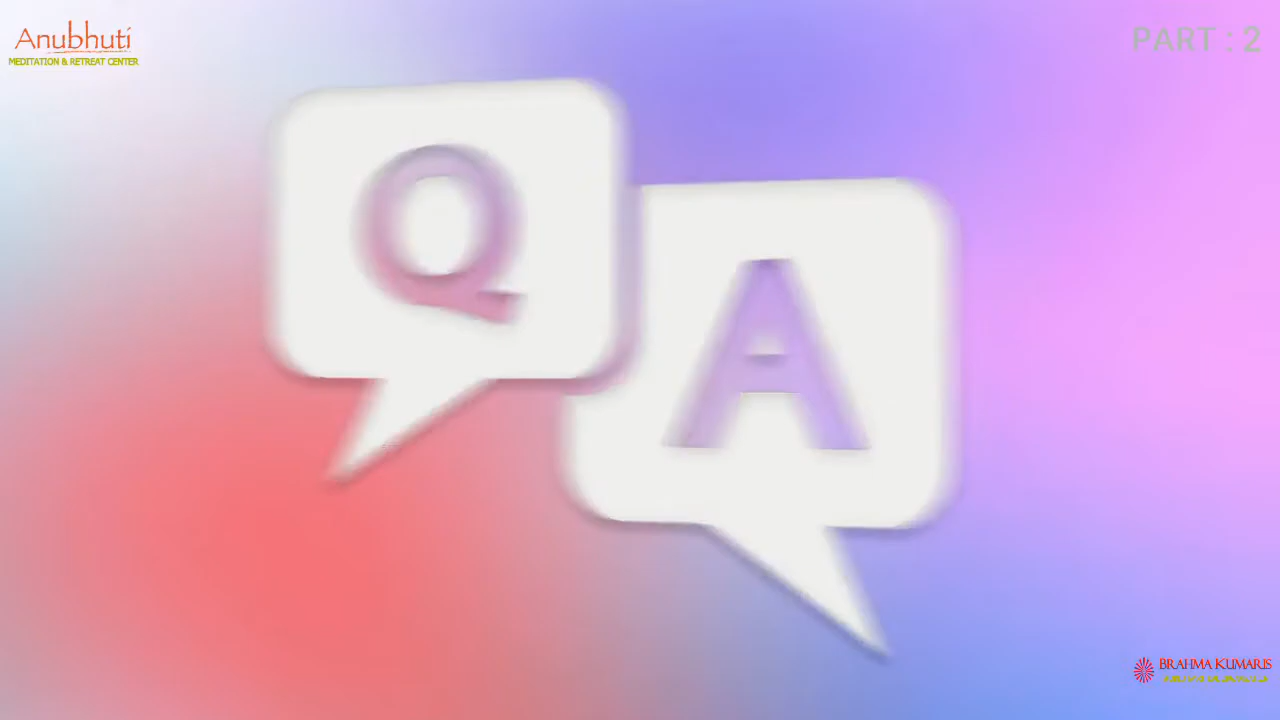 Anubhuti
MEDITATION & RETREAT CENTER
PART : 2
Q
A
BRAHMA KUMARIS